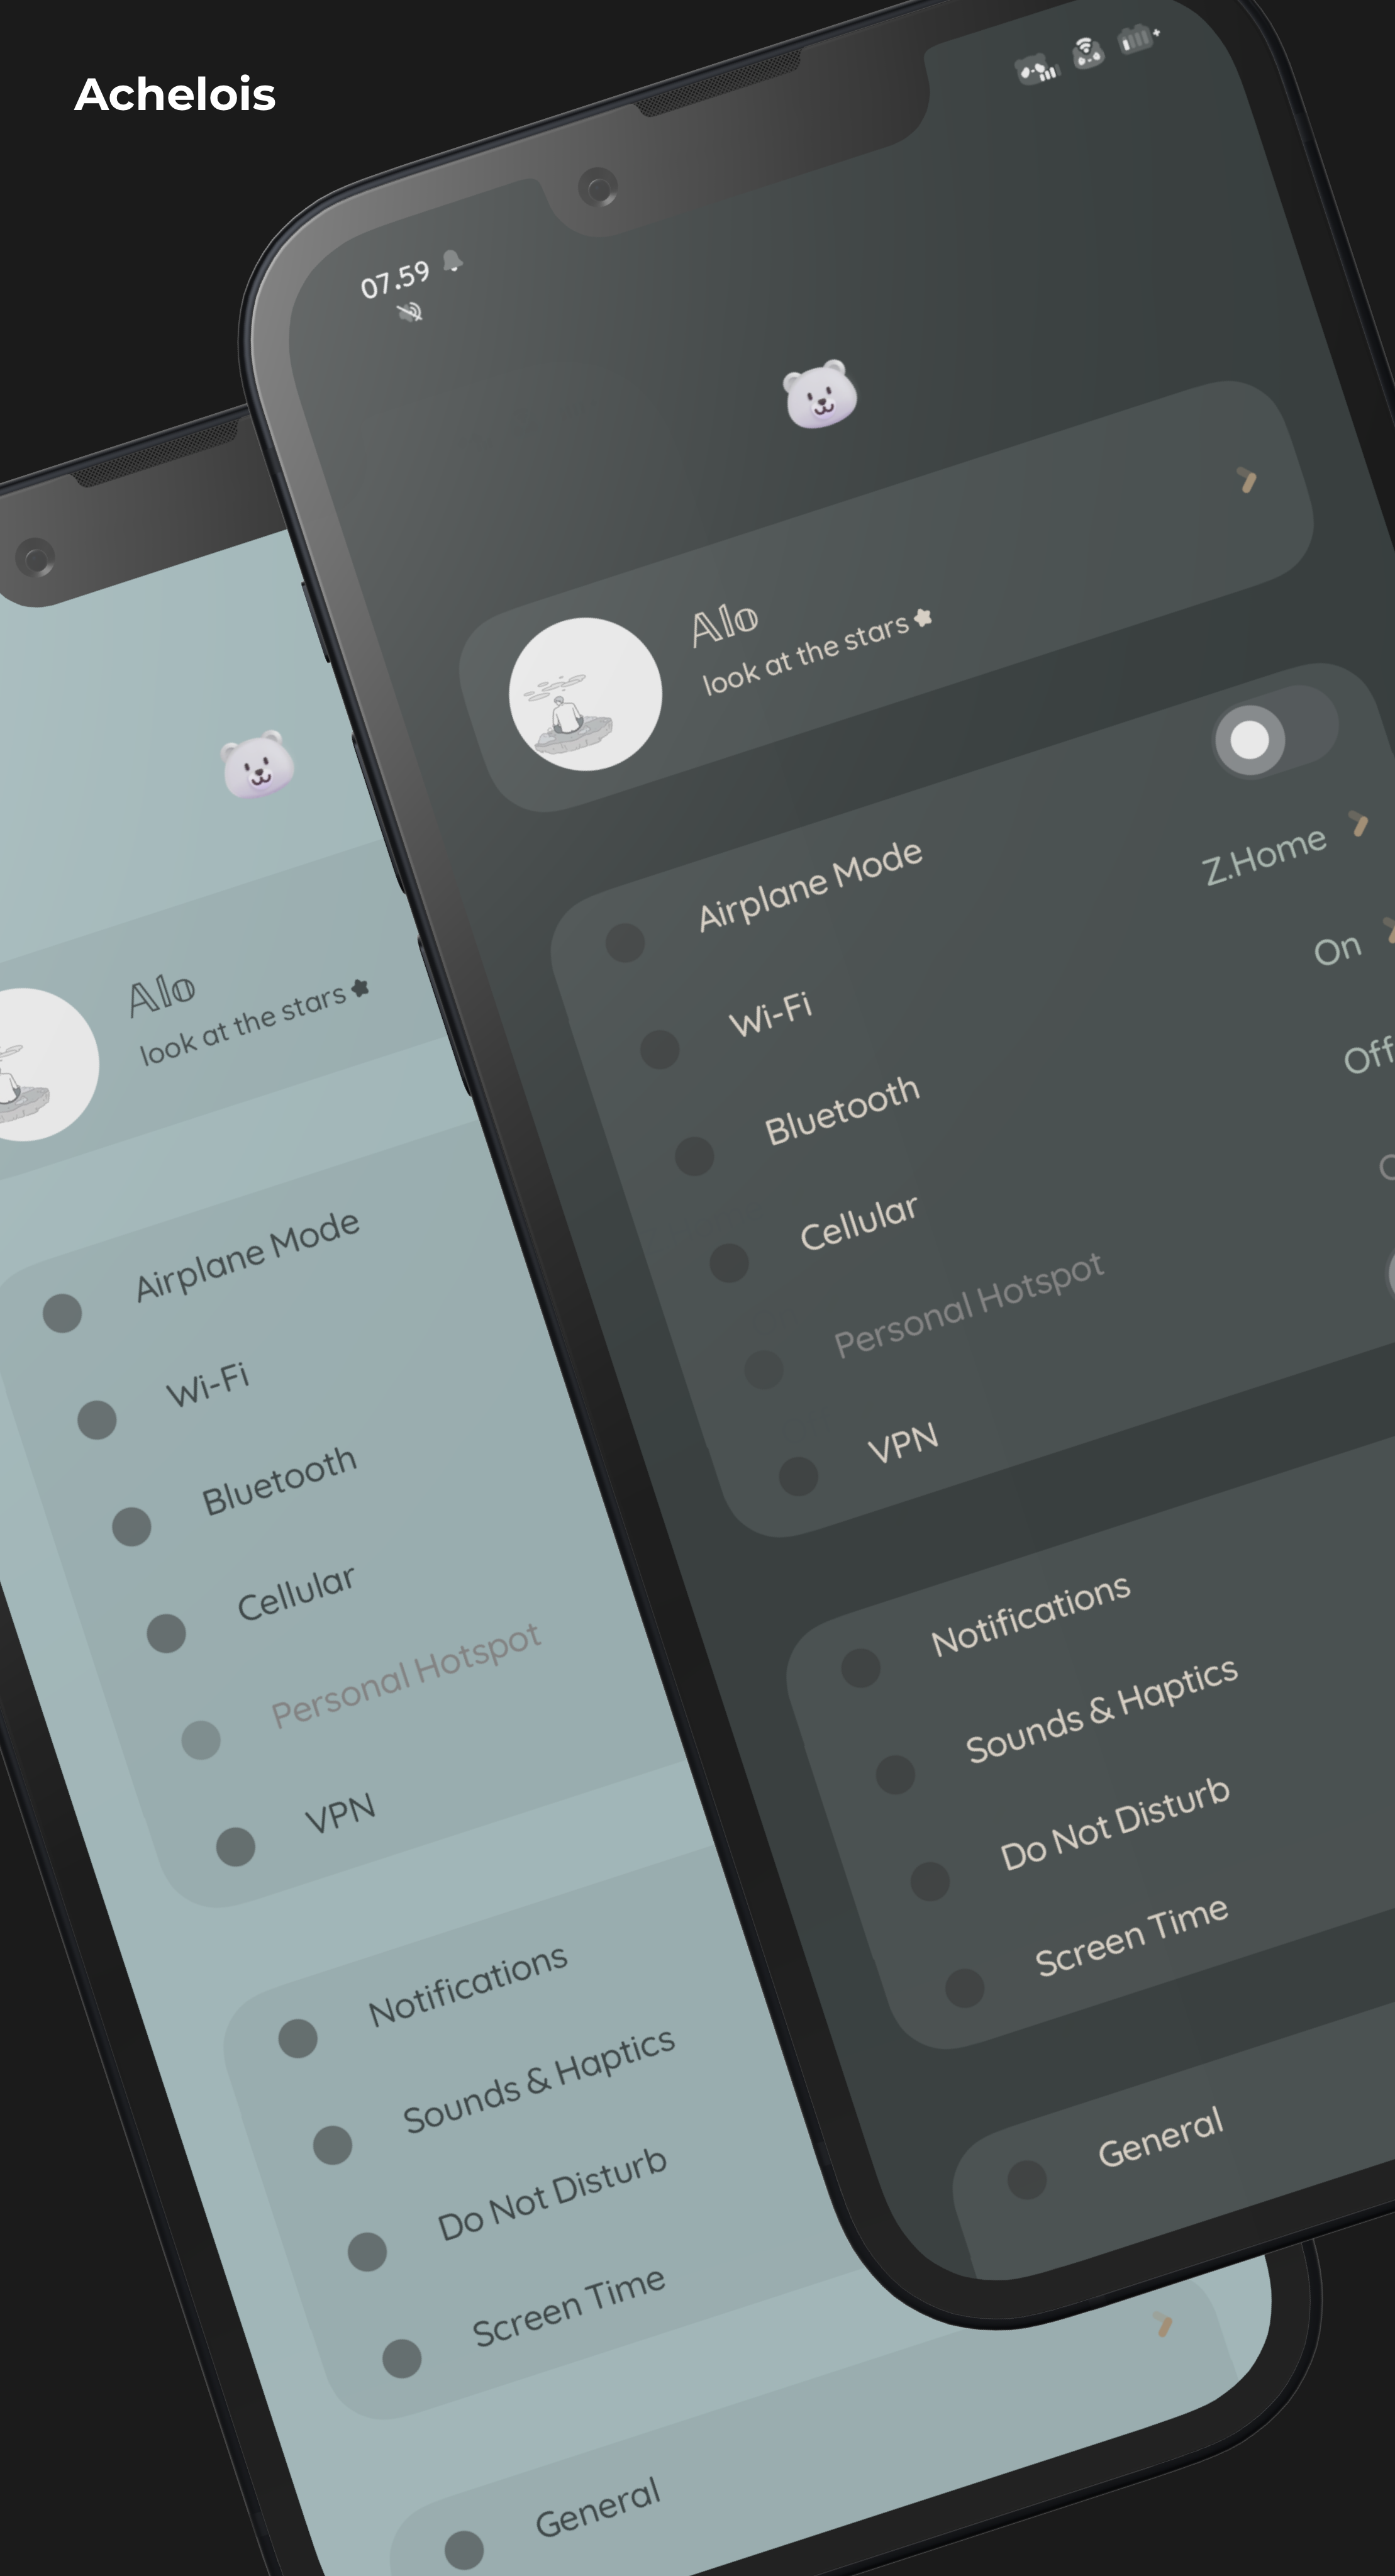 Achelois
07.59
Alo
look at the stars
Airplane Mode
Wi-Fi
Z.Home
Bluetooth
On
Cellular
Off
Personal Hotspot
VPN
Notifications
Sounds & Haptics
Do Not Disturb
Screen Time
General
Alo
look at the stars
Airplane Mode
Wi-Fi
Bluetooth
Cellular
Personal Hotspot
VPN
Notifications
Sounds & Haptics
Do Not Disturb
Screen Time
General